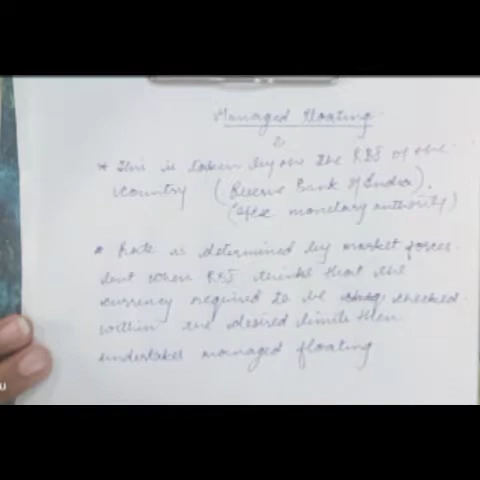 Managed Floating
* This is taken by the the RBI of the
country (Reserve Bank of India).
monetary authority)
* Rate is determined by market forces
but when RBI thinks that the
currency required to be checked
within the desired limits then
undertakes managed floating
u